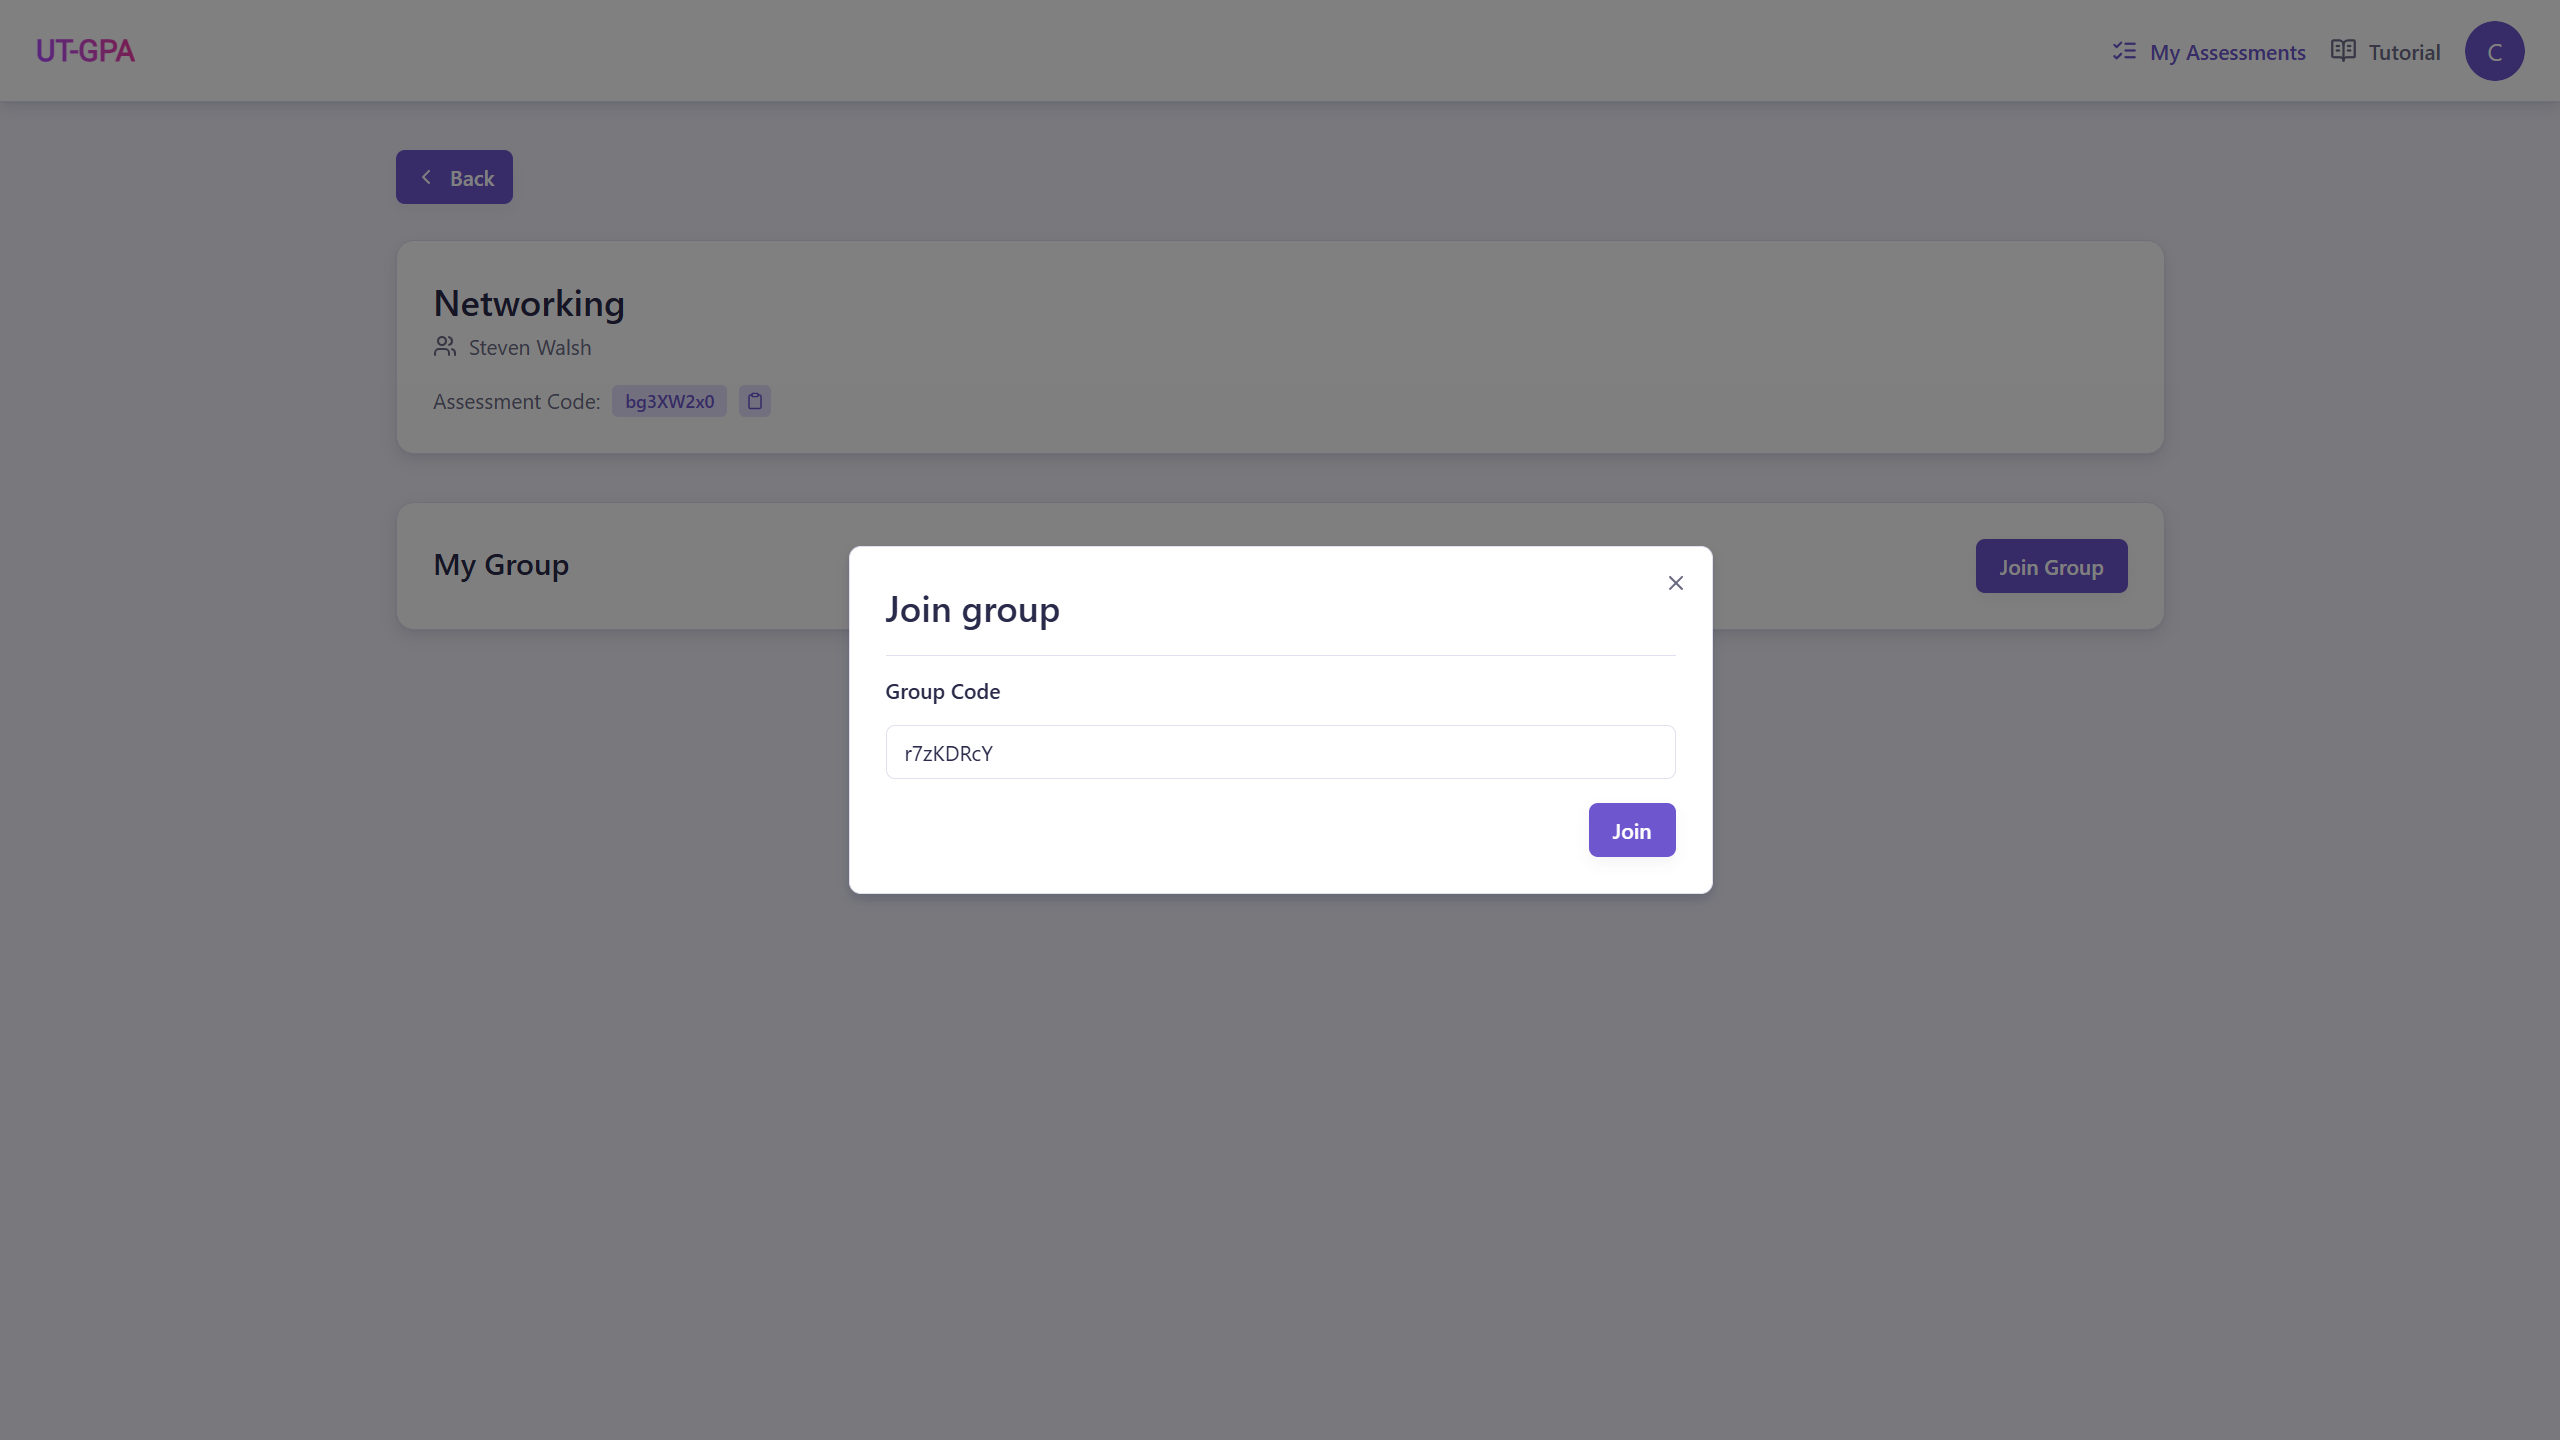 UT-GPA
My Assessments
Tutorial
C
Back
Networking
Steven Walsh
Assessment Code: bg3XW2x0
My Group
Join Group
Join group
Group Code
r7zKDRcY
Join